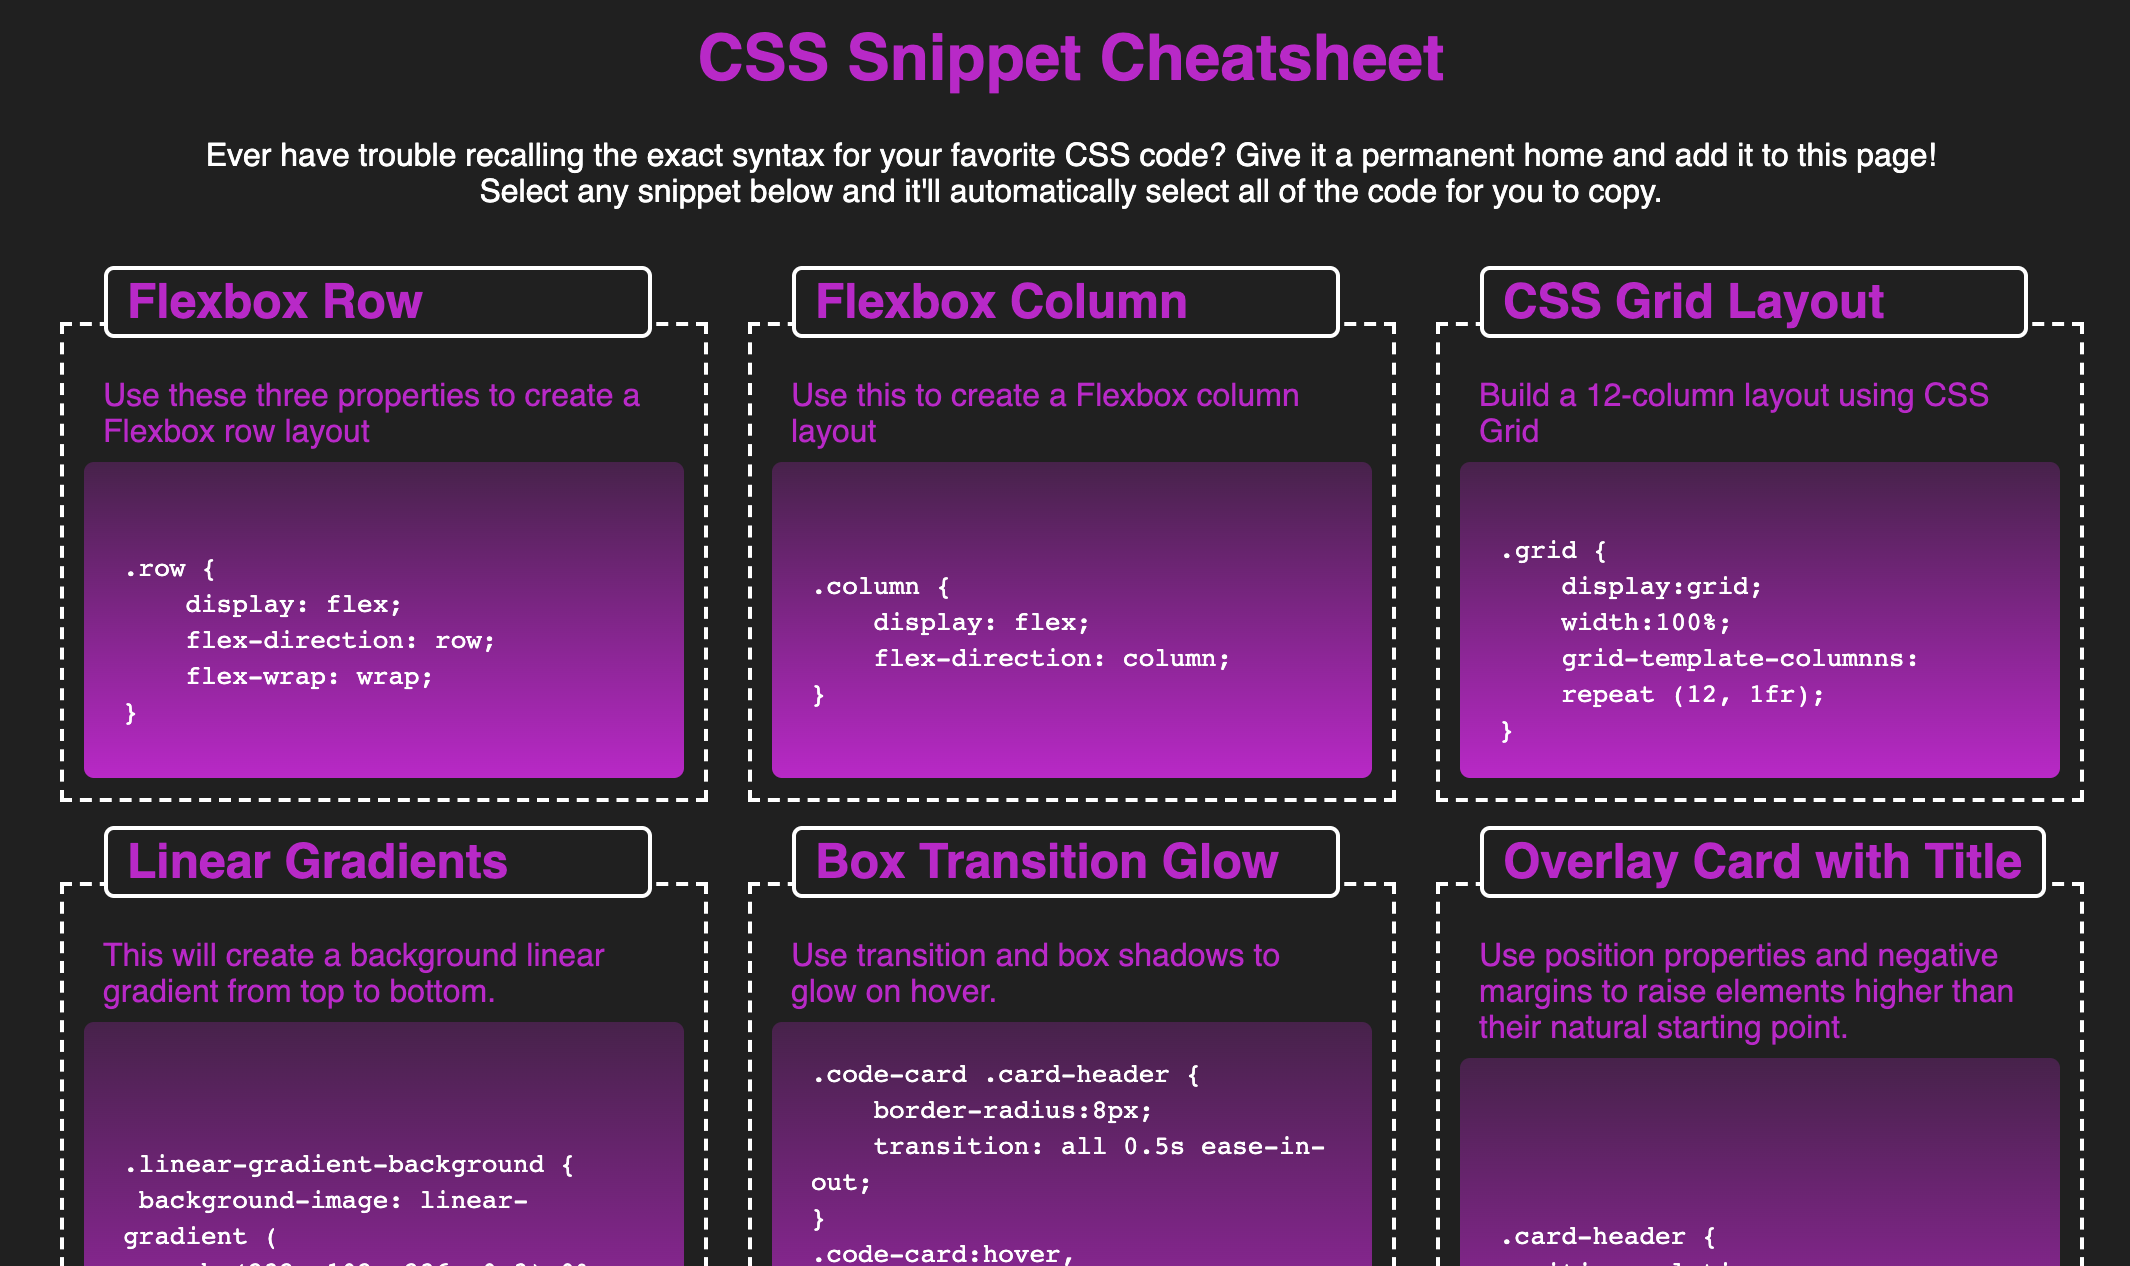 CSS Snippet Cheatsheet
Ever have trouble recalling the exact syntax for your favorite CSS code? Give it a permanent home and add it to this page!
Select any snippet below and it'll automatically select all of the code for you to copy.
Flexbox Row
Use these three properties to create a
Flexbox row layout
.row {
    display: flex;
    flex-direction: row;
    flex-wrap: wrap;
}
Flexbox Column
Use this to create a Flexbox column
layout
.column {
    display: flex;
    flex-direction: column;
}
CSS Grid Layout
Build a 12-column layout using CSS
Grid
.grid {
    display:grid;
    width:100%;
    grid-template-columnns:
    repeat (12, 1fr);
}
Linear Gradients
This will create a background linear
gradient from top to bottom.
.linear-gradient-background {
 background-image: linear-
gradient (
Box Transition Glow
Use transition and box shadows to
glow on hover.
.code-card .card-header {
    border-radius:8px;
    transition: all 0.5s ease-in-
out;
}
.code-card:hover,
Overlay Card with Title
Use position properties and negative
margins to raise elements higher than
their natural starting point.
.card-header {